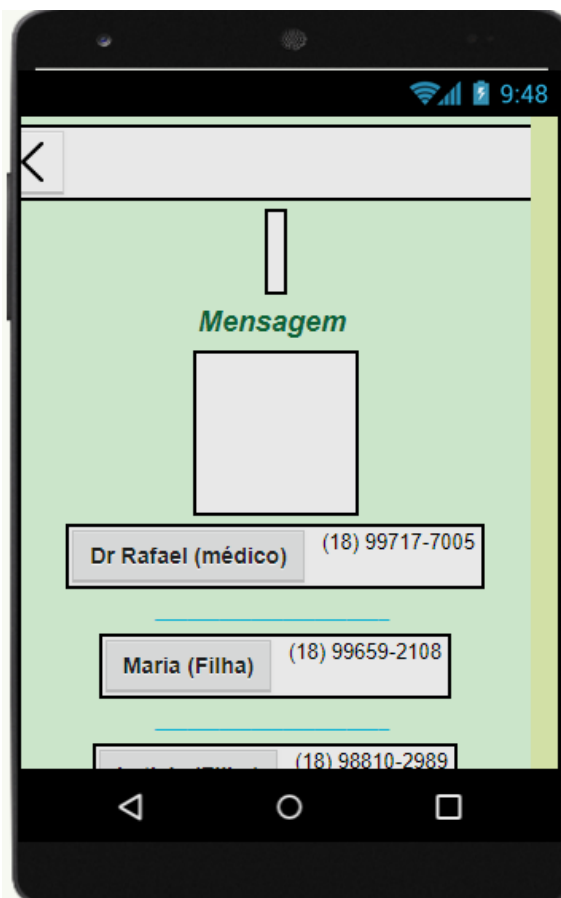 9:48
Mensagem
Dr Rafael (médico) (18) 99717-7005
Maria (Filha) (18) 99659-2108
(18) 98810-2989